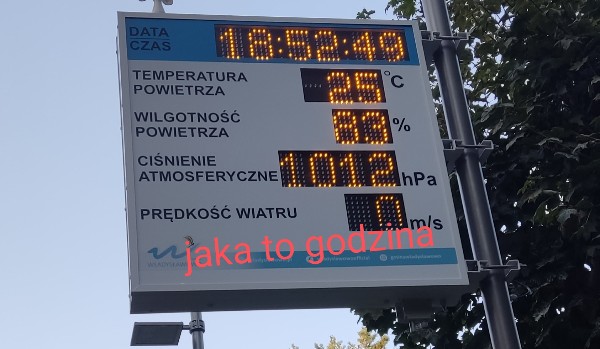 DATA
CZAS
18:52:49
TEMPERATURA
POWIETRZA
25 °C
WILGOTNOŚĆ
POWIETRZA
83 %
CIŚNIENIE
ATMOSFERYCZNE
1012 hPa
PRĘDKOŚĆ WIATRU
0 m/s
jaka to godzina